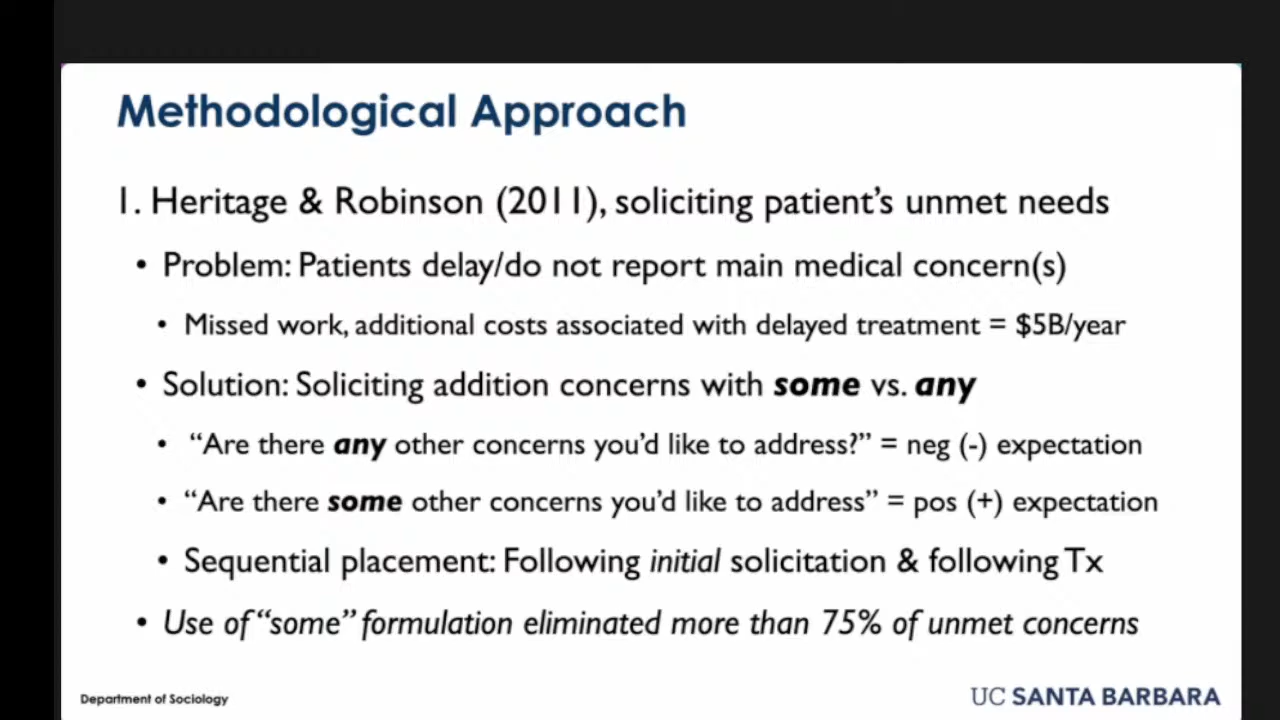 Methodological Approach
1. Heritage & Robinson (2011), soliciting patient's unmet needs
• Problem: Patients delay/do not report main medical concern(s)
• Missed work, additional costs associated with delayed treatment = $5B/year
• Solution: Soliciting addition concerns with some vs. any
• “Are there any other concerns you'd like to address?” = neg (-) expectation
• “Are there some other concerns you'd like to address” = pos (+) expectation
• Sequential placement: Following initial solicitation & following Tx
• Use of “some” formulation eliminated more than 75% of unmet concerns
Department of Sociology
UC SANTA BARBARA